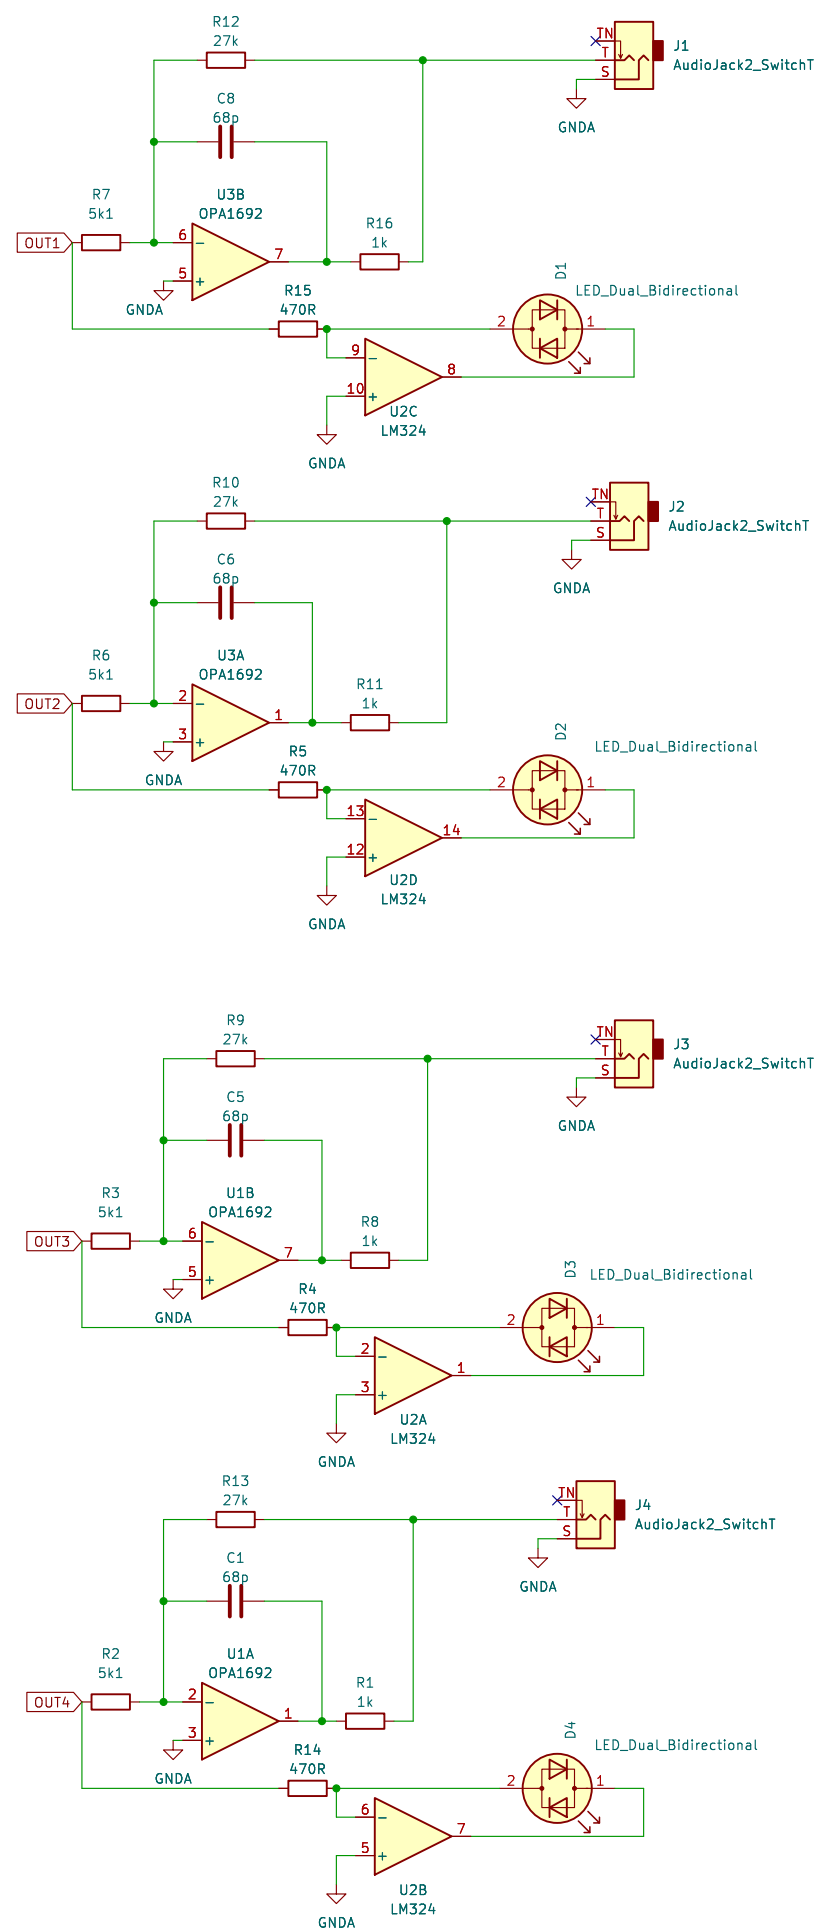 R12
27k
TN
T
S
J1
AudioJack2_SwitchT
GNDA
C8
68p
R7
5k1
U3B
OPA1692
OUT1
6
5
7
GNDA
R16
1k
R15
470R
D1
LED_Dual_Bidirectional
2
1
9
10
8
U2C
LM324
GNDA
R10
27k
TN
T
S
J2
AudioJack2_SwitchT
GNDA
C6
68p
R6
5k1
U3A
OPA1692
OUT2
2
3
1
GNDA
R11
1k
R5
470R
D2
LED_Dual_Bidirectional
2
1
13
12
14
U2D
LM324
GNDA
R9
27k
TN
T
S
J3
AudioJack2_SwitchT
GNDA
C5
68p
R3
5k1
U1B
OPA1692
OUT3
6
5
7
GNDA
R8
1k
R4
470R
D3
LED_Dual_Bidirectional
2
1
2
3
1
U2A
LM324
GNDA
R13
27k
TN
T
S
J4
AudioJack2_SwitchT
GNDA
C1
68p
R2
5k1
U1A
OPA1692
OUT4
2
3
1
GNDA
R1
1k
R14
470R
D4
LED_Dual_Bidirectional
2
1
6
5
7
U2B
LM324
GNDA